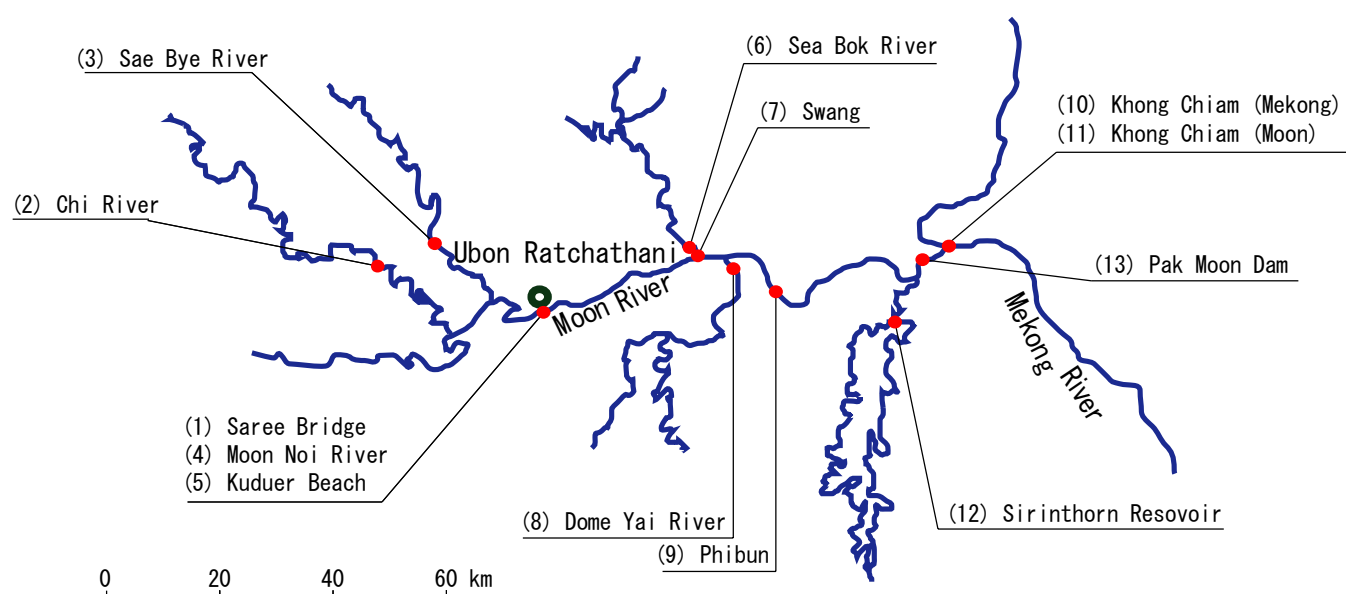 (6) Sea Bok River
(3) Sae Bye River
(7) Swang
(10) Khong Chiam (Mekong)
(11) Khong Chiam (Moon)
(2) Chi River
Ubon Ratchathani
(13) Pak Moon Dam
Moon River
Mekong River
(1) Saree Bridge
(4) Moon Noi River
(5) Kuduer Beach
(8) Dome Yai River
(12) Sirinthorn Resovoir
(9) Phibun
0 20 40 60 km